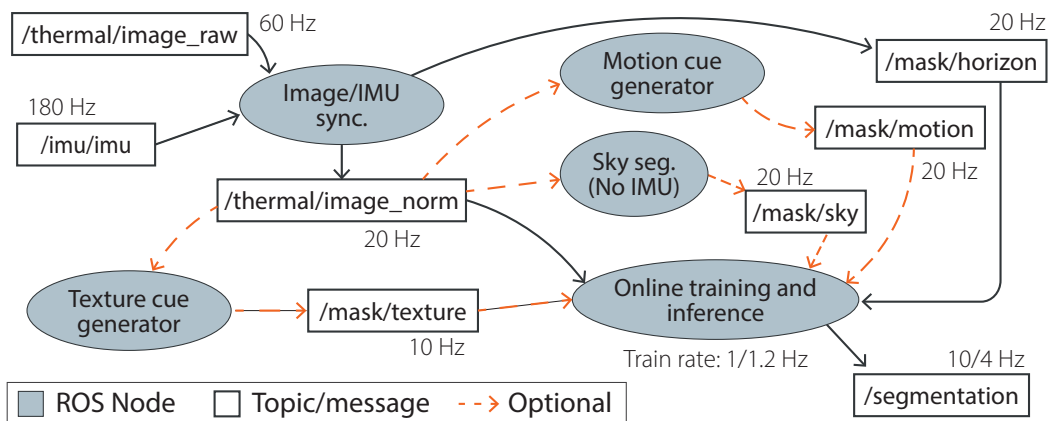 /thermal/image_raw
60 Hz
20 Hz
/mask/horizon
Motion cue
generator
Image/IMU
sync.
180 Hz
/imu/imu
/mask/motion
20 Hz
Sky seg.
(No IMU)
20 Hz
/mask/sky
/thermal/image_norm
20 Hz
Texture cue
generator
/mask/texture
10 Hz
Online training and
inference
Train rate: 1/1.2 Hz
10/4 Hz
/segmentation
ROS Node
Topic/message
Optional